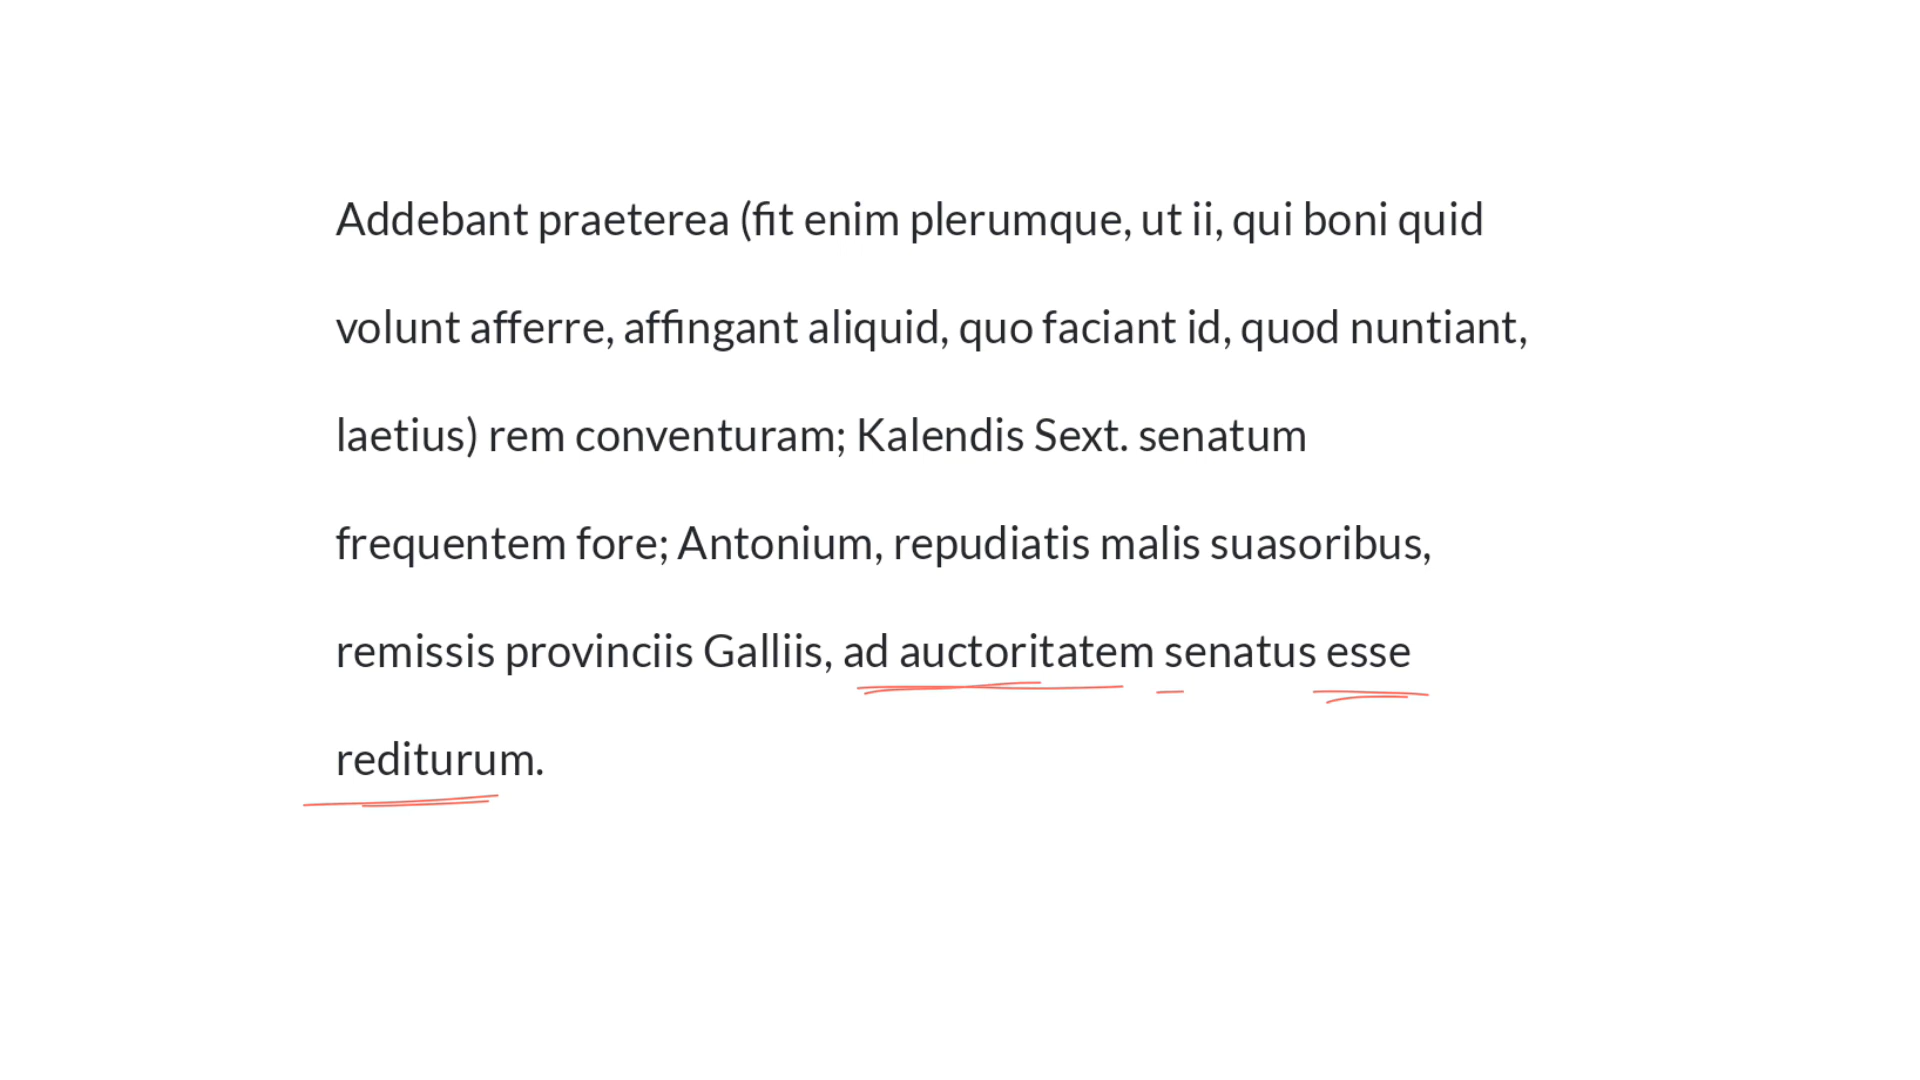 Addebant praeterea (fit enim plerumque, ut ii, qui boni quid
volunt afferre, affingant aliquid, quo faciant id, quod nuntiant,
laetius) rem conventuram; Kalendis Sext. senatum
frequentem fore; Antonium, repudiatis malis suasoribus,
remissis provinciis Galliis, ad auctoritatem senatus esse
rediturum.